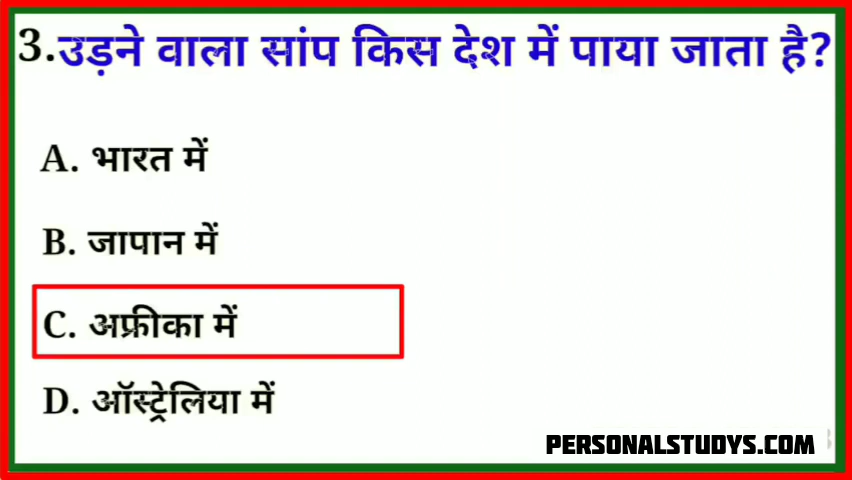 3.उड़ने वाला सांप किस देश में पाया जाता है?
A. भारत में
B. जापान में
C. अफ्रीका में
D. ऑस्ट्रेलिया में
PERSONALSTUDYS.COM